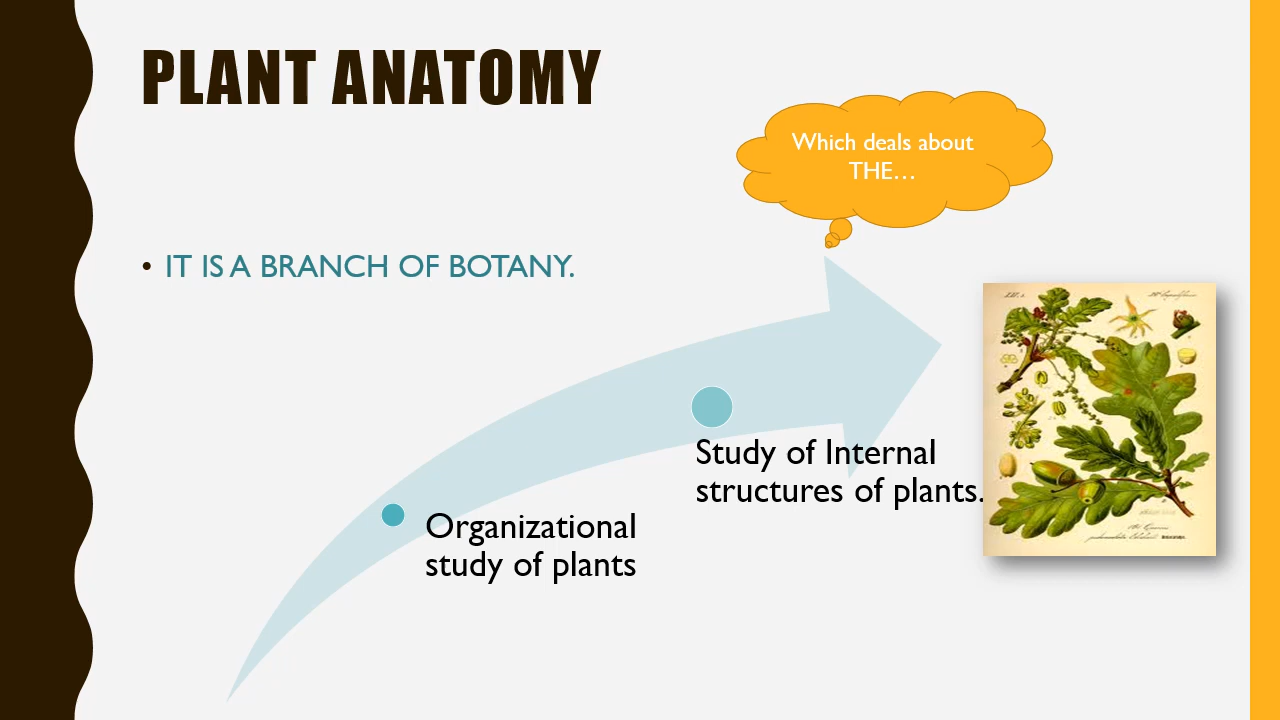 PLANT ANATOMY
Which deals about
THE...
• IT IS A BRANCH OF BOTANY.
Study of Internal
structures of plants.
Organizational
study of plants